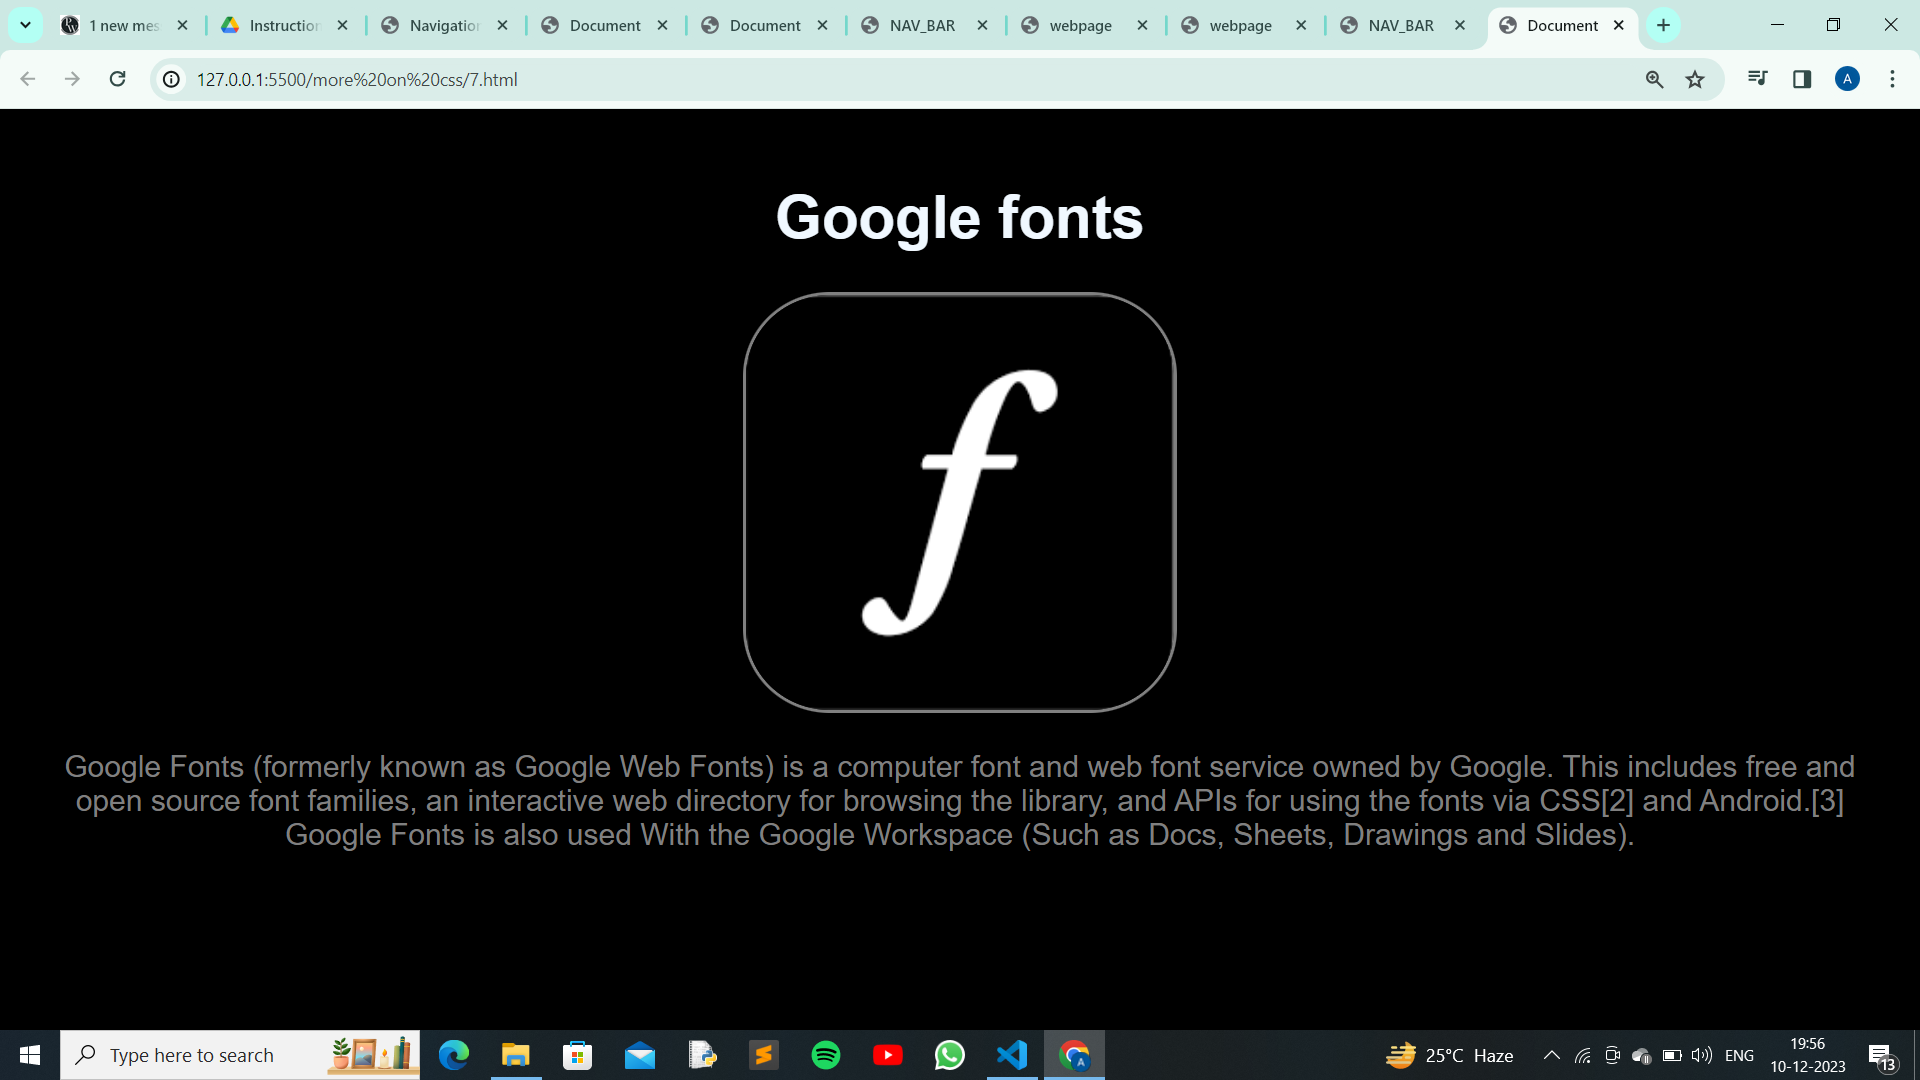 1 new mes
Instruction
Navigation
Document
Document
NAV_BAR
webpage
webpage
NAV_BAR
Document
127.0.0.1:5500/more%20on%20css/7.html
A
Google fonts
f
Google Fonts (formerly known as Google Web Fonts) is a computer font and web font service owned by Google. This includes free and
open source font families, an interactive web directory for browsing the library, and APIs for using the fonts via CSS[2] and Android.[3]
Google Fonts is also used With the Google Workspace (Such as Docs, Sheets, Drawings and Slides).
Type here to search
25°C Haze
ENG
19:56
10-12-2023
13